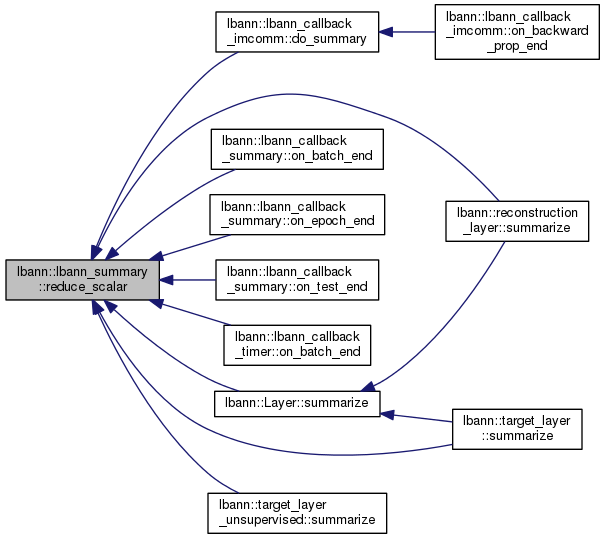 lbann::lbann_summary
::reduce_scalar
lbann::lbann_callback
_imcomm::do_summary
lbann::lbann_callback
_imcomm::on_backward
_prop_end
lbann::lbann_callback
_summary::on_batch_end
lbann::lbann_callback
_summary::on_epoch_end
lbann::lbann_callback
_summary::on_test_end
lbann::lbann_callback
_timer::on_batch_end
lbann::Layer::summarize
lbann::reconstruction
_layer::summarize
lbann::target_layer
::summarize
lbann::target_layer
_unsupervised::summarize